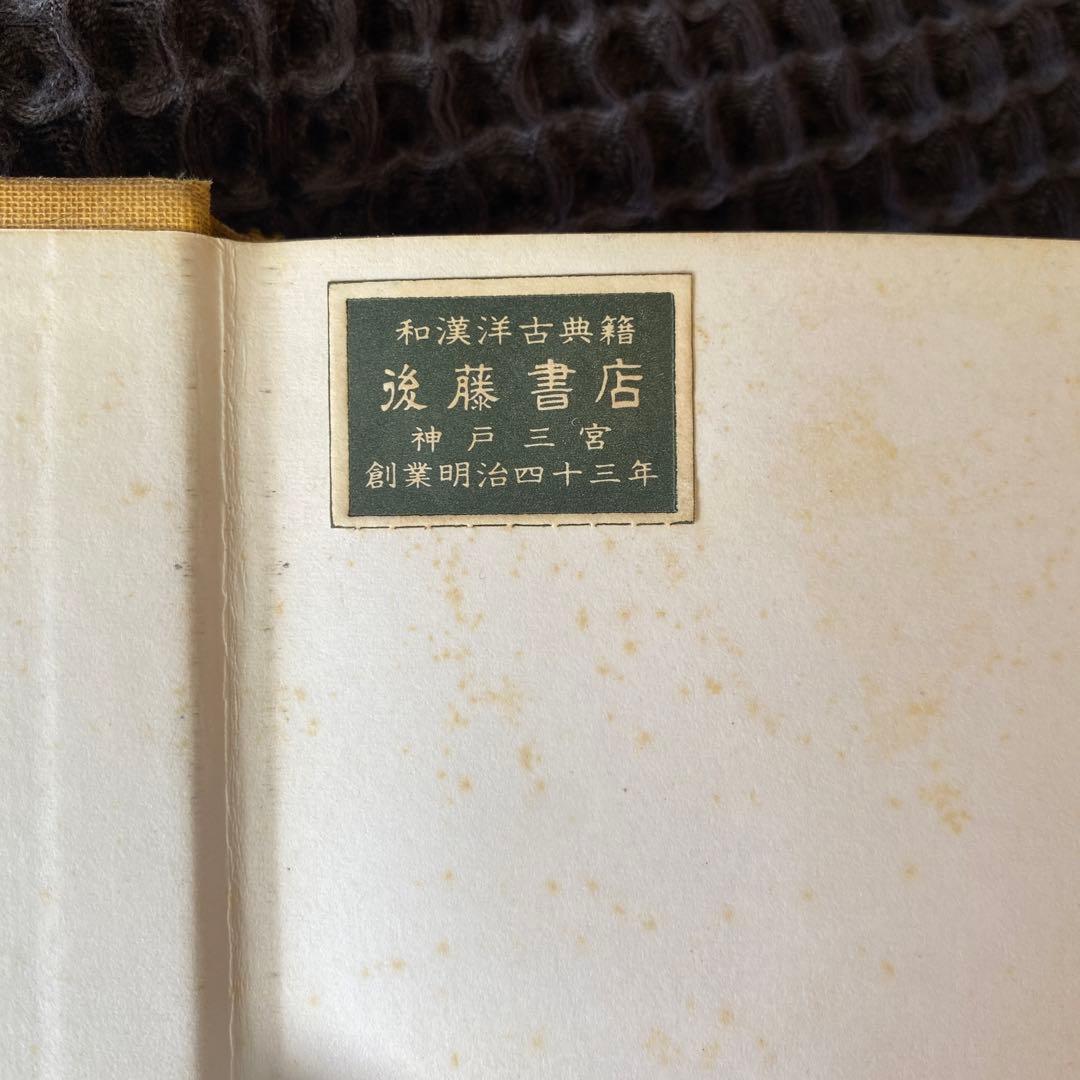 和漢洋古典籍
後藤書店
神戸三宮
創業明治四十三年